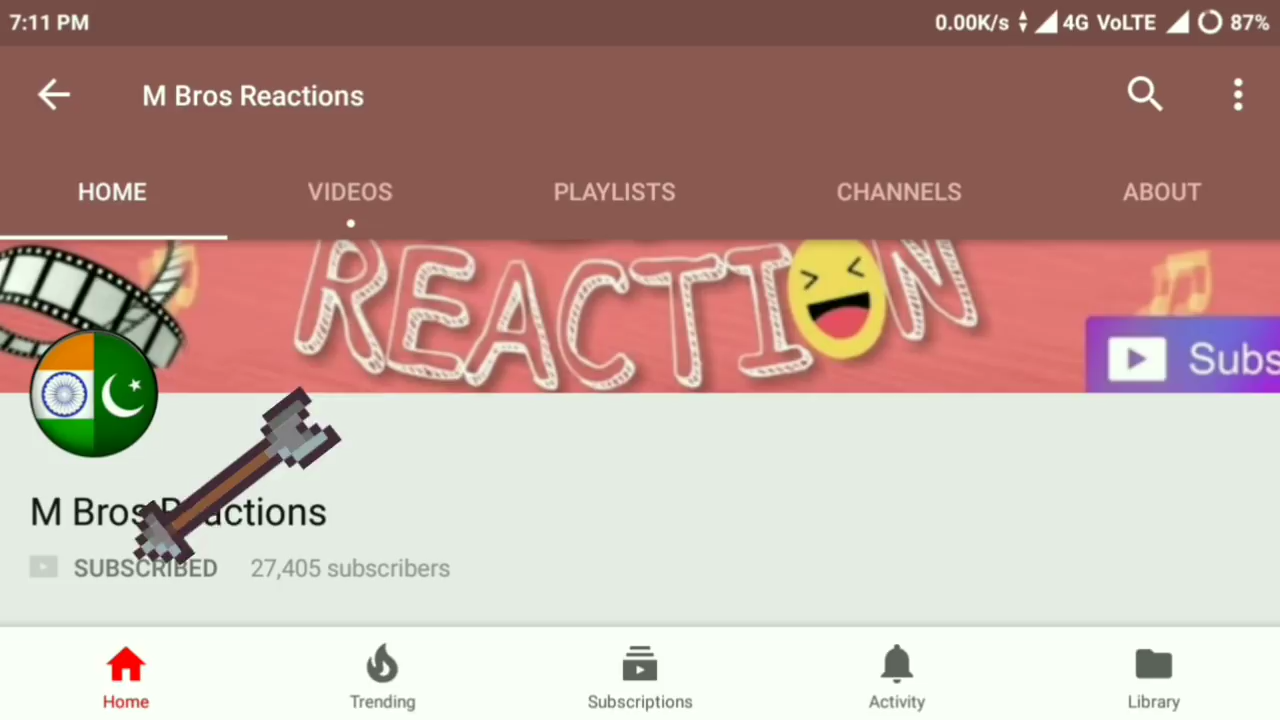 7:11 PM 0.00K/s 4G VoLTE 87%
M Bros Reactions
HOME VIDEOS PLAYLISTS CHANNELS ABOUT
REACTION
Subs
M Bros Reactions
SUBSCRIBED 27,405 subscribers
Home Trending Subscriptions Activity Library